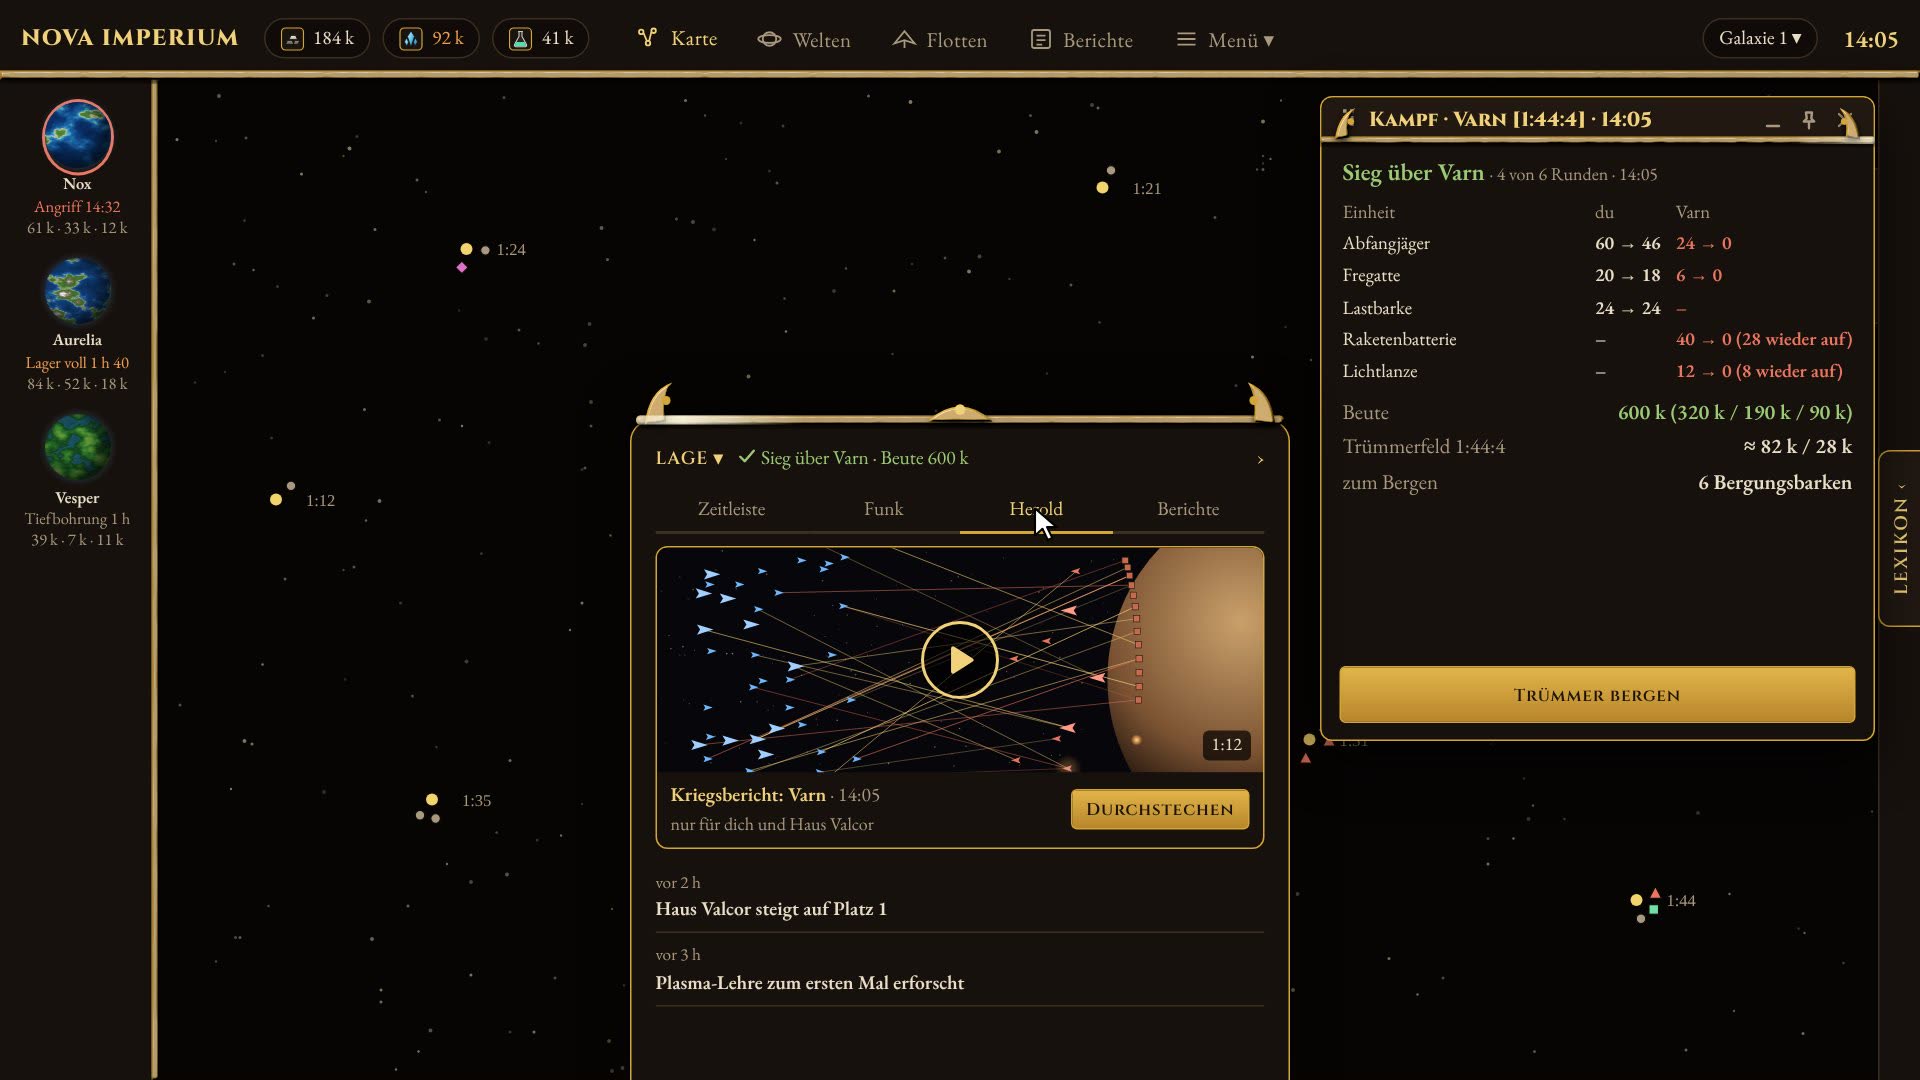 NOVA IMPERIUM
184 k
92 k
41 k
Karte
Welten
Flotten
Berichte
Menü ▾
Galaxie 1 ▾
14:05
Nox
Angriff 14:32
61 k · 33 k · 12 k
Aurelia
Lager voll 1 h 40
84 k · 52 k · 18 k
Vesper
Tiefbohrung 1 h
39 k · 7 k · 11 k
1:21
1:24
1:12
1:35
1:44
Kampf · Varn [1:44:4] · 14:05
Sieg über Varn · 4 von 6 Runden · 14:05
Einheit du Varn
Abfangjäger 60 → 46 24 → 0
Fregatte 20 → 18 6 → 0
Lastbarke 24 → 24 –
Raketenbatterie – 40 → 0 (28 wieder auf)
Lichtlanze – 12 → 0 (8 wieder auf)
Beute 600 k (320 k / 190 k / 90 k)
Trümmerfeld 1:44:4 ≈ 82 k / 28 k
zum Bergen 6 Bergungsbarken
Trümmer bergen
LEXIKON
LAGE ▾ ✓ Sieg über Varn · Beute 600 k ›
Zeitleiste
Funk
Herold
Berichte
1:12
Kriegsbericht: Varn · 14:05
nur für dich und Haus Valcor
Durchstechen
vor 2 h
Haus Valcor steigt auf Platz 1
vor 3 h
Plasma-Lehre zum ersten Mal erforscht